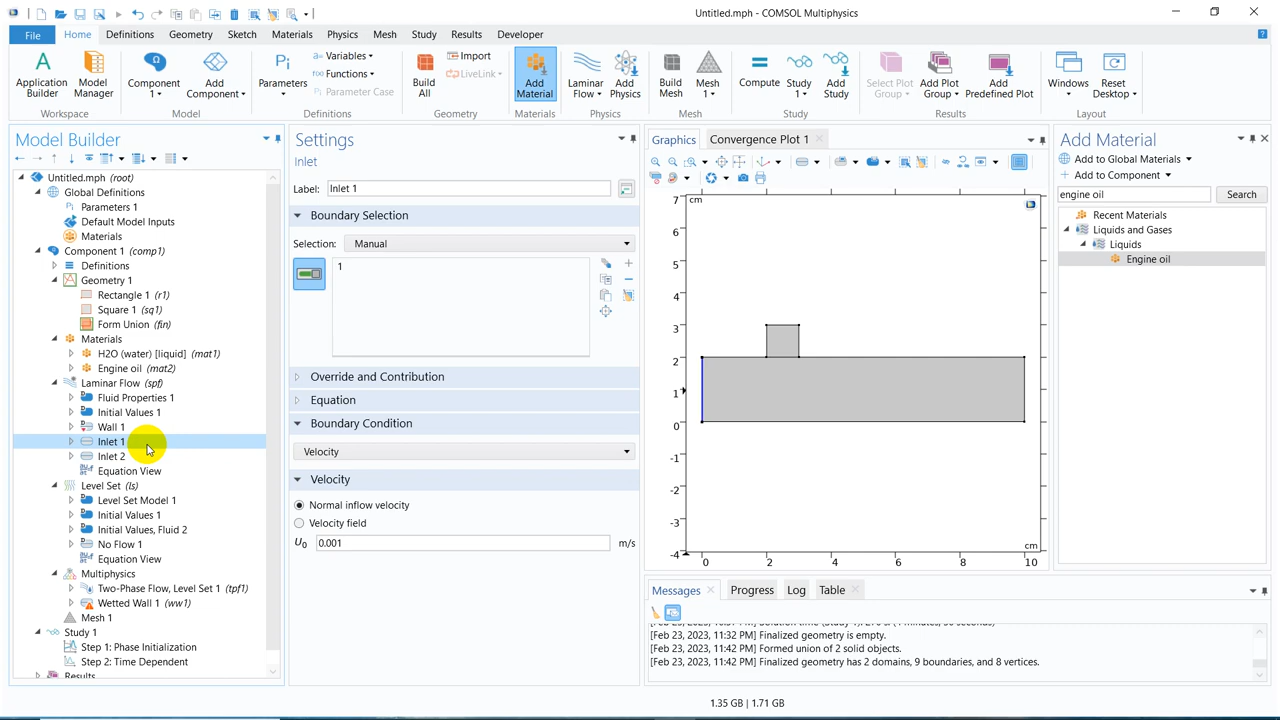 Untitled.mph - COMSOL Multiphysics
File
Home
Definitions
Geometry
Sketch
Materials
Physics
Mesh
Study
Results
Developer
Application Builder
Model Manager
Workspace
Component 1
Add Component
Model
Parameters
Variables
Functions
Parameter Case
Definitions
Build All
Import
LiveLink
Geometry
Add Material
Materials
Laminar Flow
Add Physics
Physics
Build Mesh
Mesh 1
Mesh
Compute
Study 1
Add Study
Study
Select Plot Group
Add Plot Group
Add Predefined Plot
Results
Windows
Reset Desktop
Layout
Model Builder
Untitled.mph (root)
Global Definitions
Parameters 1
Default Model Inputs
Materials
Component 1 (comp1)
Definitions
Geometry 1
Rectangle 1 (r1)
Square 1 (sq1)
Form Union (fin)
Materials
H2O (water) [liquid] (mat1)
Engine oil (mat2)
Laminar Flow (spf)
Fluid Properties 1
Initial Values 1
Wall 1
Inlet 1
Inlet 2
Equation View
Level Set (ls)
Level Set Model 1
Initial Values 1
Initial Values, Fluid 2
No Flow 1
Equation View
Multiphysics
Two-Phase Flow, Level Set 1 (tpf1)
Wetted Wall 1 (ww1)
Mesh 1
Study 1
Step 1: Phase Initialization
Step 2: Time Dependent
Results
Settings
Inlet
Label: Inlet 1
Boundary Selection
Selection: Manual
1
Override and Contribution
Equation
Boundary Condition
Velocity
Velocity
Normal inflow velocity
Velocity field
U0 0.001 m/s
Graphics
Convergence Plot 1
cm
7
6
5
4
3
2
1
0
-1
-2
-3
-4
0 2 4 6 8 10
cm
Messages
Progress
Log
Table
[Feb 23, 2023, 11:32 PM] Finalized geometry is empty.
[Feb 23, 2023, 11:42 PM] Formed union of 2 solid objects.
[Feb 23, 2023, 11:42 PM] Finalized geometry has 2 domains, 9 boundaries, and 8 vertices.
Add Material
Add to Global Materials
Add to Component
engine oil
Search
Recent Materials
Liquids and Gases
Liquids
Engine oil
1.35 GB | 1.71 GB